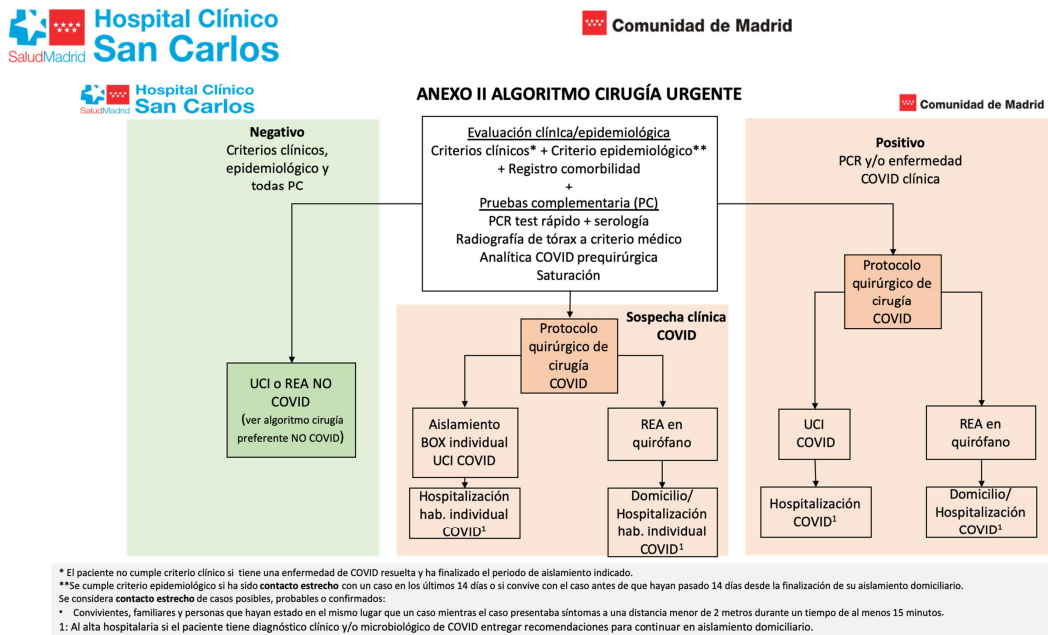 Hospital Clínico
San Carlos
SaludMadrid
Comunidad de Madrid
Hospital Clínico
San Carlos
SaludMadrid
ANEXO II ALGORITMO CIRUGÍA URGENTE
Comunidad de Madrid
Negativo
Criterios clínicos,
epidemiológico y
todas PC
Evaluación clínIca/epidemiológica
Criterios clínicos* + Criterio epidemiológico**
+ Registro comorbilidad
+
Pruebas complementaria (PC)
PCR test rápido + serología
Radiografía de tórax a criterio médico
Analítica COVID prequirúrgica
Saturación
Positivo
PCR y/o enfermedad
COVID clínica
UCI o REA NO
COVID
(ver algoritmo cirugía
preferente NO COVID)
Sospecha clínica
COVID
Protocolo
quirúrgico de
cirugía
COVID
Aislamiento
BOX individual
UCI COVID
Hospitalización
hab. individual
COVID¹
REA en
quirófano
Domicilio/
Hospitalización
hab. individual
COVID¹
Protocolo
quirúrgico de
cirugía
COVID
UCI
COVID
Hospitalización
COVID¹
REA en
quirófano
Domicilio/
Hospitalización
COVID¹
* El paciente no cumple criterio clínico si tiene una enfermedad de COVID resuelta y ha finalizado el periodo de aislamiento indicado.
**Se cumple criterio epidemiológico si ha sido contacto estrecho con un caso en los últimos 14 días o si convive con el caso antes de que hayan pasado 14 días desde la finalización de su aislamiento domiciliario.
Se considera contacto estrecho de casos posibles, probables o confirmados:
• Convivientes, familiares y personas que hayan estado en el mismo lugar que un caso mientras el caso presentaba síntomas a una distancia menor de 2 metros durante un tiempo de al menos 15 minutos.
1: Al alta hospitalaria si el paciente tiene diagnóstico clínico y/o microbiológico de COVID entregar recomendaciones para continuar en aislamiento domiciliario.